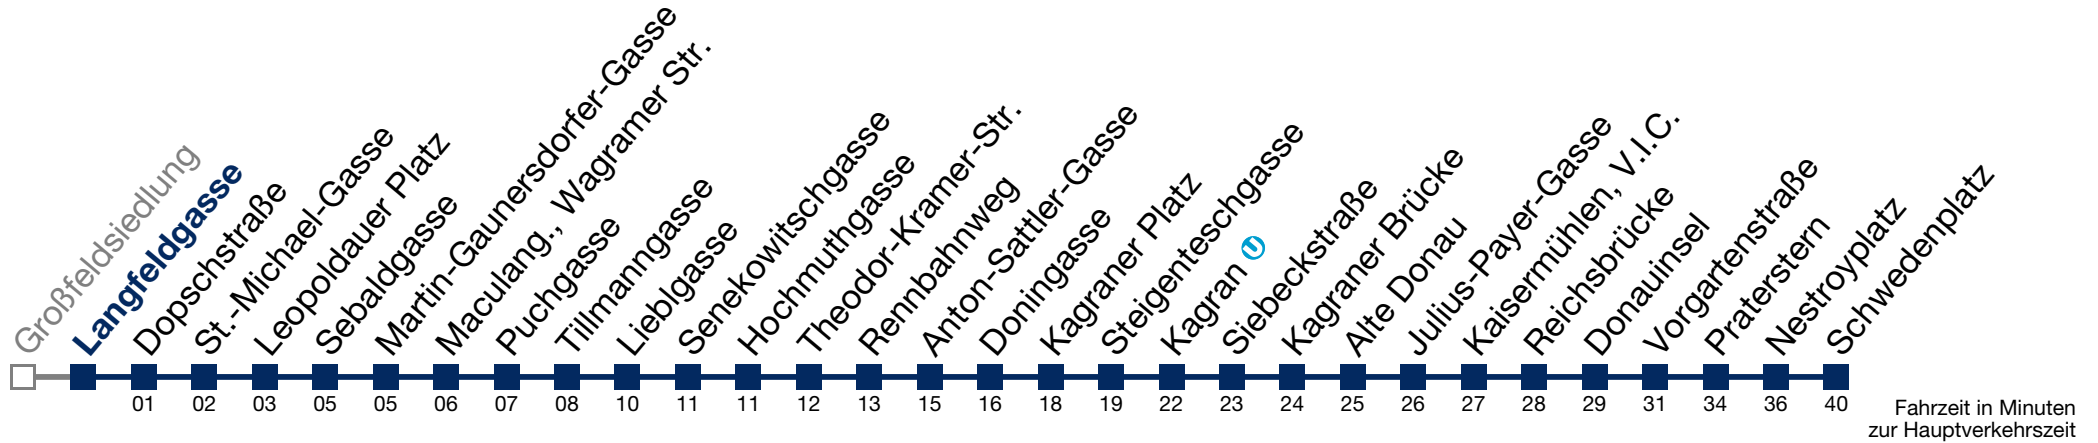 Großfeldsiedlung
Langfeldgasse
Dopschstraße
St.-Michael-Gasse
Leopoldauer Platz
Sebaldgasse
Martin-Gaunersdorfer-Gasse
Maculang., Wagramer Str.
Puchgasse
Tillmanngasse
Lieblgasse
Senekowitschgasse
Hochmuthgasse
Theodor-Kramer-Str.
Rennbahnweg
Anton-Sattler-Gasse
Doningasse
Kagraner Platz
Steigenteschgasse
Kagran U
Siebeckstraße
Kagraner Brücke
Alte Donau
Julius-Payer-Gasse
Kaisermühlen, V.I.C.
Reichsbrücke
Donauinsel
Vorgartenstraße
Praterstern
Nestroyplatz
Schwedenplatz
01 02 03 05 05 06 07 08 10 11 11 12 13 15 16 18 19 22 23 24 25 26 27 28 29 31 34 36 40
Fahrzeit in Minuten
zur Hauptverkehrszeit